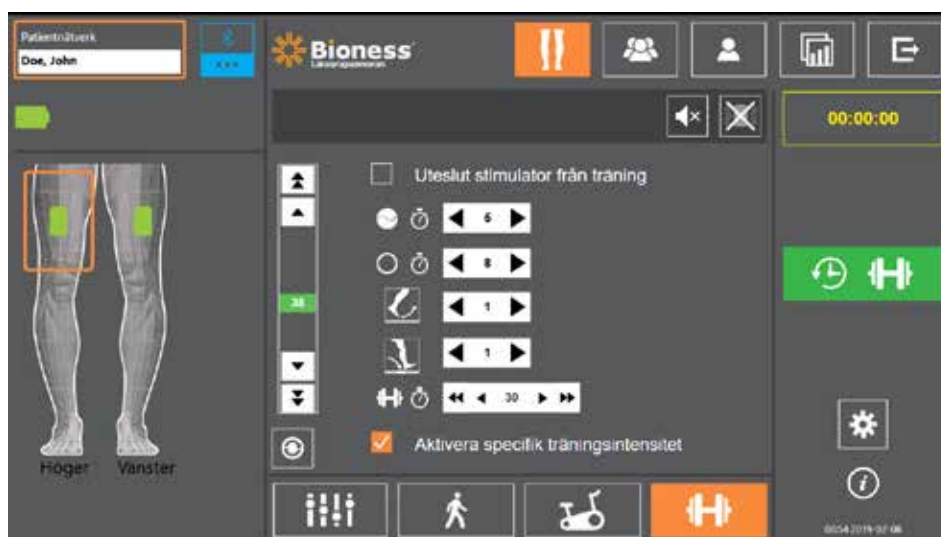 Patientnätverk
Doe, John
Bioness
00:00:00
Uteslut stimulator från träning
6
8
38
1
1
30
Aktivera specifik träningsintensitet
Höger
Vänster